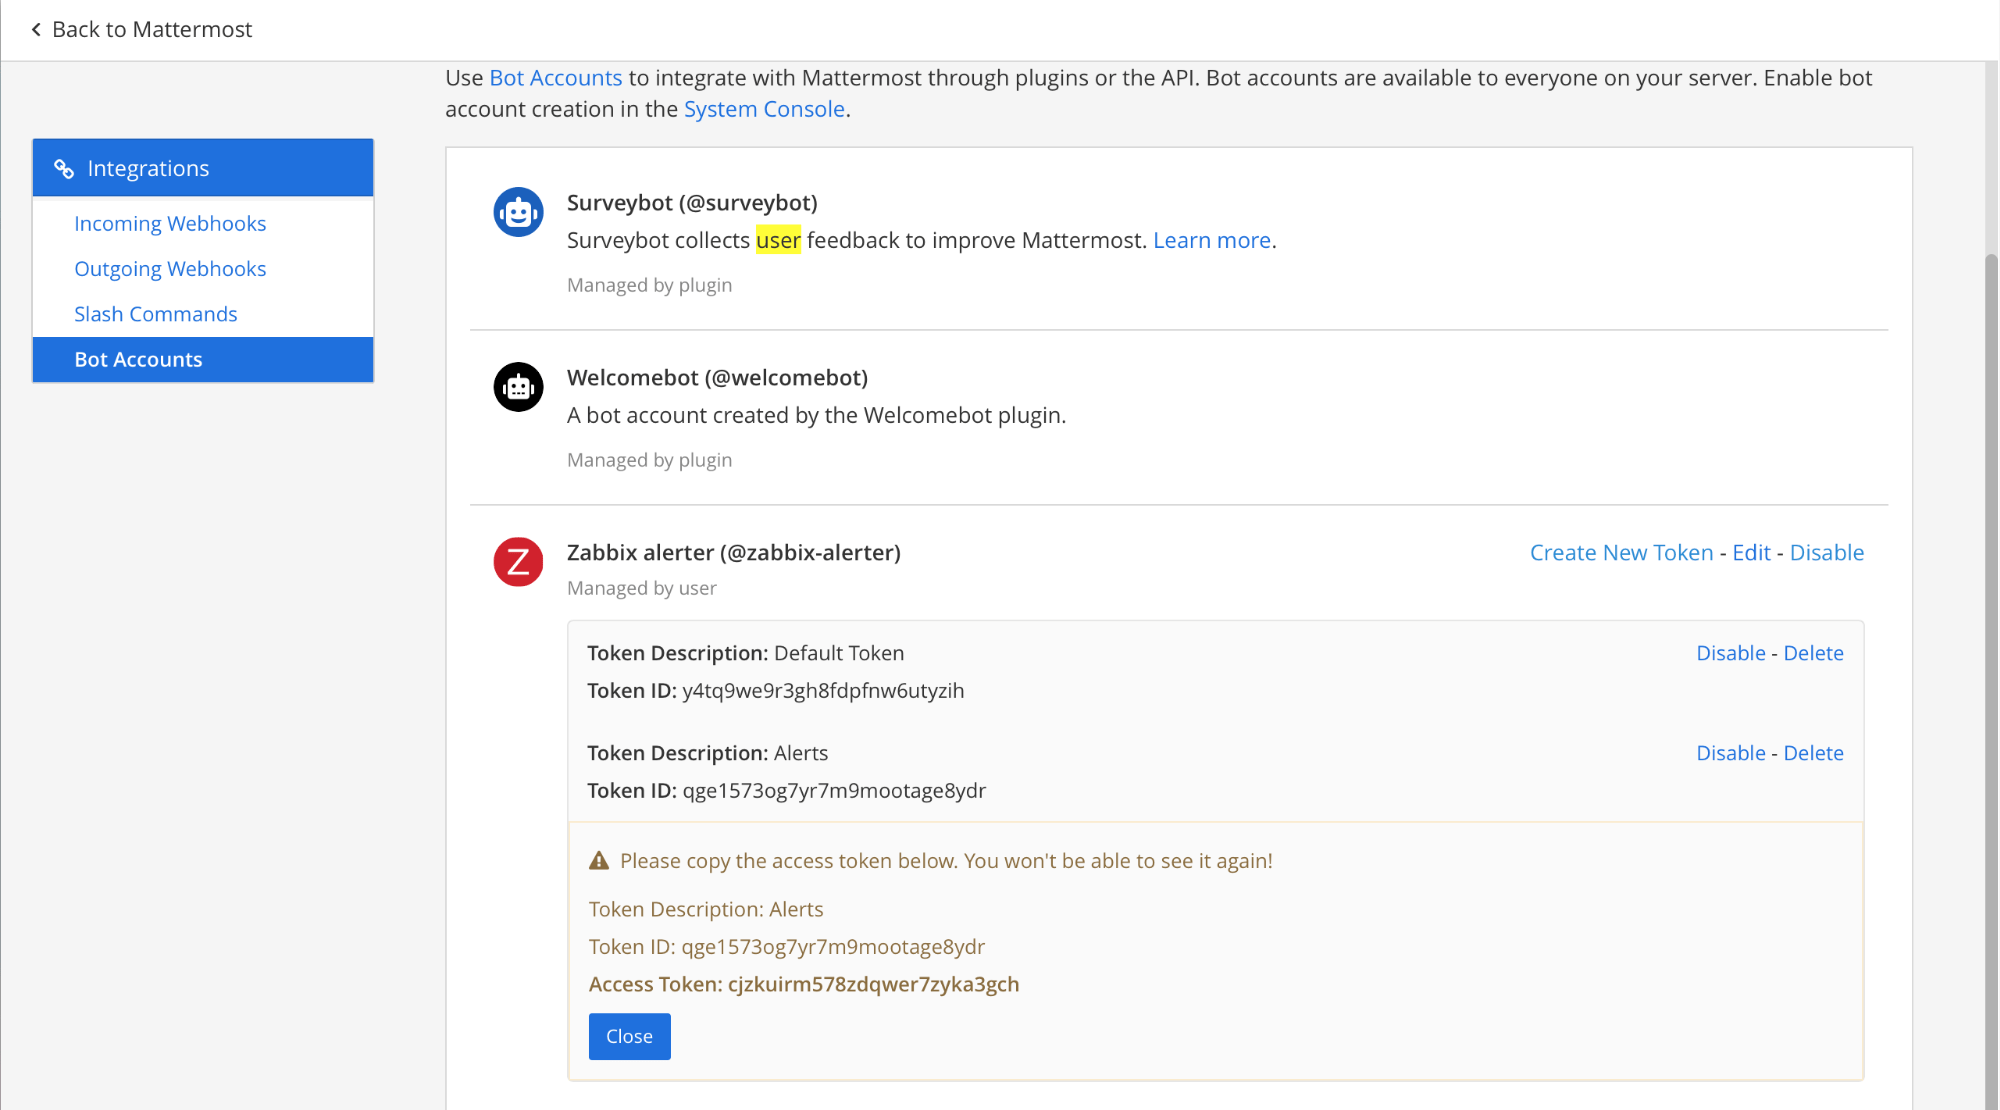 Back to Mattermost
Use Bot Accounts to integrate with Mattermost through plugins or the API. Bot accounts are available to everyone on your server. Enable bot
account creation in the System Console.
Integrations
Incoming Webhooks
Outgoing Webhooks
Slash Commands
Bot Accounts
Surveybot (@surveybot)
Surveybot collects user feedback to improve Mattermost. Learn more.
Managed by plugin
Welcomebot (@welcomebot)
A bot account created by the Welcomebot plugin.
Managed by plugin
Z
Zabbix alerter (@zabbix-alerter)
Create New Token - Edit - Disable
Managed by user
Token Description: Default Token
Disable - Delete
Token ID: y4tq9we9r3gh8fdpfnw6utyzih
Token Description: Alerts
Disable - Delete
Token ID: qge1573og7yr7m9mootage8ydr
Please copy the access token below. You won't be able to see it again!
Token Description: Alerts
Token ID: qge1573og7yr7m9mootage8ydr
Access Token: cjzkuirm578zdqwer7zyka3gch
Close